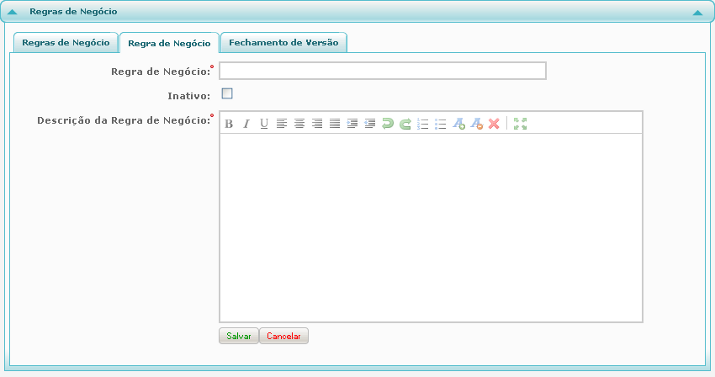 Regras de Negócio
Regras de Negócio Regra de Negócio Fechamento de Versão
Regra de Negócio:*
Inativo:
Descrição da Regra de Negócio:*
B I U
Salvar Cancelar